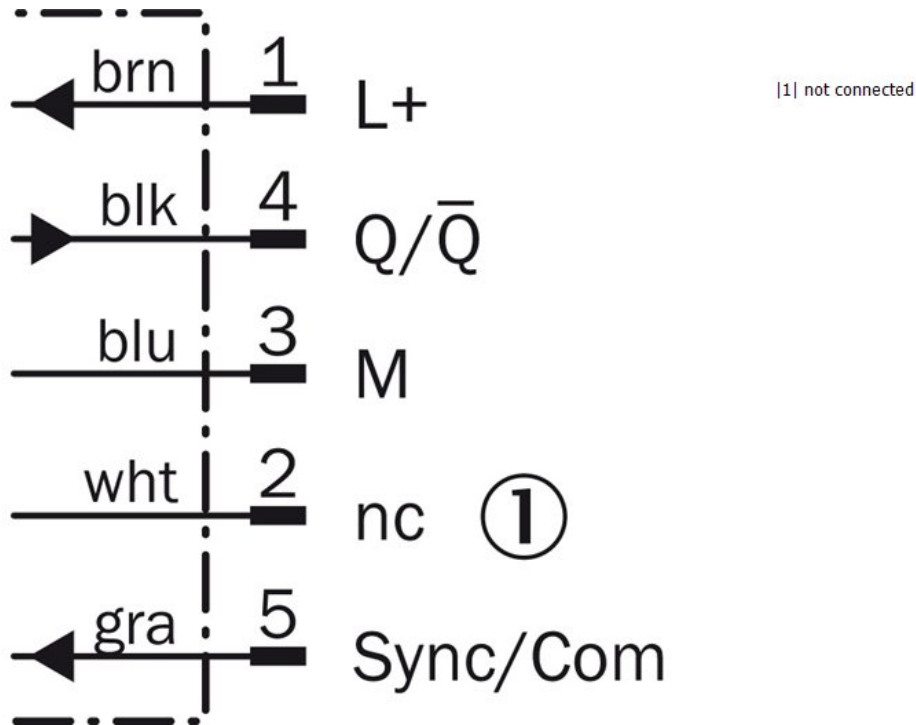 brn 1 L+
|1| not connected
blk 4 Q/Q̅
blu 3 M
wht 2 nc ①
gra 5 Sync/Com